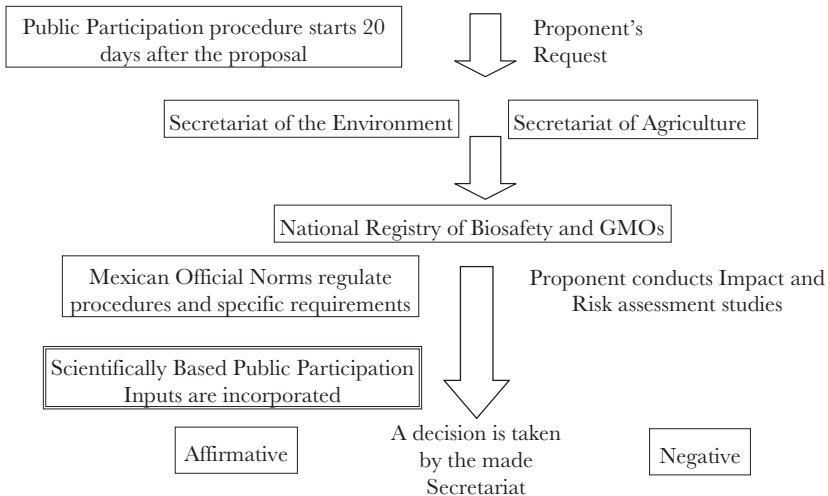 Public Participation procedure starts 20
days after the proposal
Proponent's
Request
Secretariat of the Environment
Secretariat of Agriculture
National Registry of Biosafety and GMOs
Mexican Official Norms regulate
procedures and specific requirements
Proponent conducts Impact and
Risk assessment studies
Scientifically Based Public Participation
Inputs are incorporated
Affirmative
A decision is taken
by the made
Secretariat
Negative